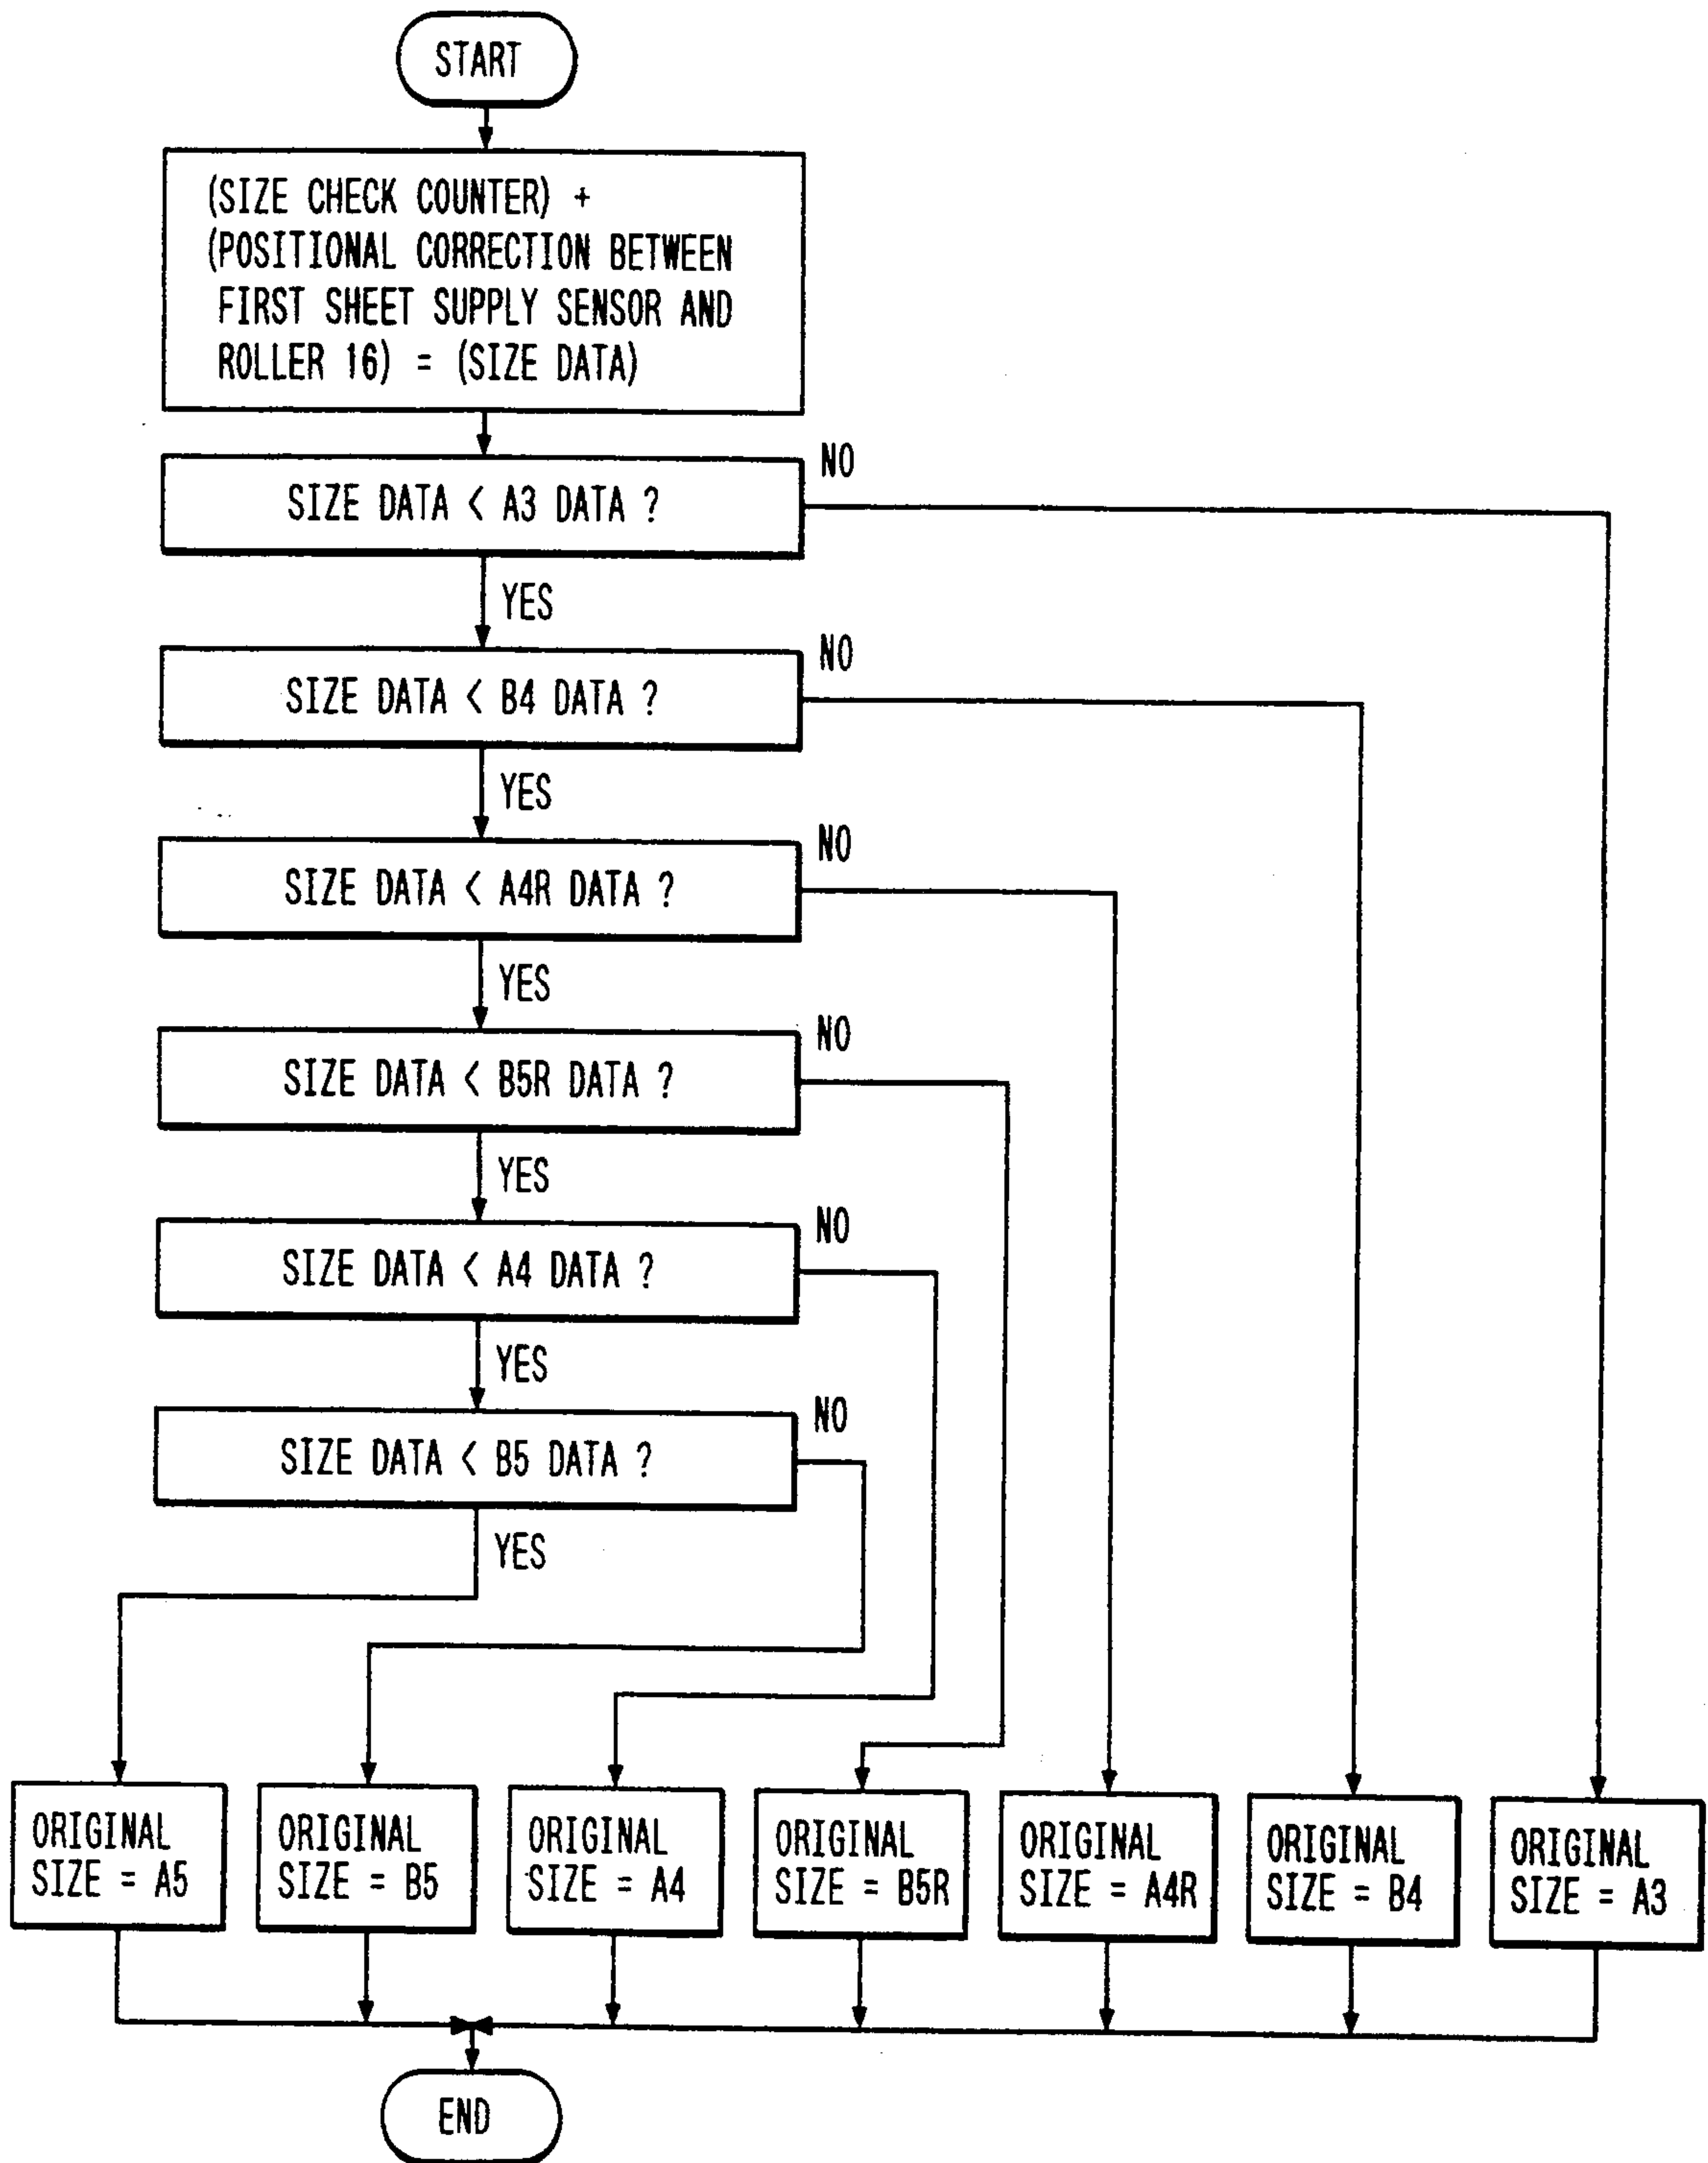 START
(SIZE CHECK COUNTER) +
(POSITIONAL CORRECTION BETWEEN
FIRST SHEET SUPPLY SENSOR AND
ROLLER 16) = (SIZE DATA)
SIZE DATA < A3 DATA ?
NO
YES
SIZE DATA < B4 DATA ?
NO
YES
SIZE DATA < A4R DATA ?
NO
YES
SIZE DATA < B5R DATA ?
NO
YES
SIZE DATA < A4 DATA ?
NO
YES
SIZE DATA < B5 DATA ?
NO
YES
ORIGINAL
SIZE = A5
ORIGINAL
SIZE = B5
ORIGINAL
SIZE = A4
ORIGINAL
SIZE = B5R
ORIGINAL
SIZE = A4R
ORIGINAL
SIZE = B4
ORIGINAL
SIZE = A3
END